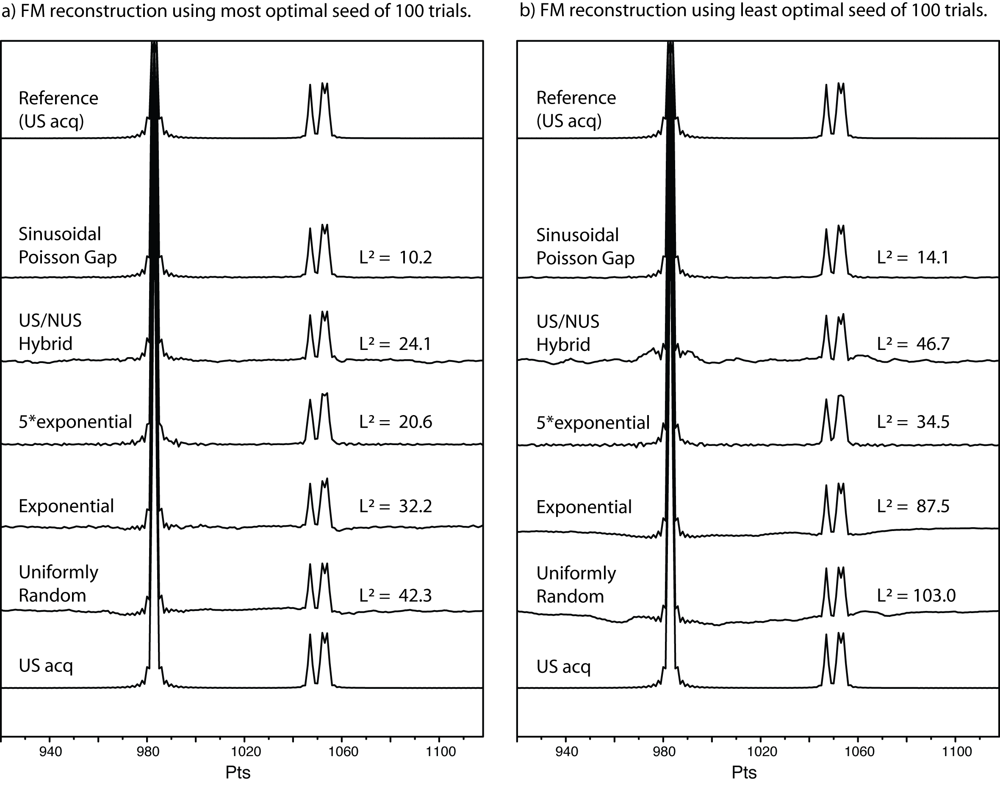 a) FM reconstruction using most optimal seed of 100 trials.
Reference
(US acq)
Sinusoidal
Poisson Gap
L² = 10.2
US/NUS
Hybrid
L² = 24.1
5*exponential
L² = 20.6
Exponential
L² = 32.2
Uniformly
Random
L² = 42.3
US acq
940 980 1020 1060 1100
Pts
b) FM reconstruction using least optimal seed of 100 trials.
Reference
(US acq)
Sinusoidal
Poisson Gap
L² = 14.1
US/NUS
Hybrid
L² = 46.7
5*exponential
L² = 34.5
Exponential
L² = 87.5
Uniformly
Random
L² = 103.0
US acq
940 980 1020 1060 1100
Pts